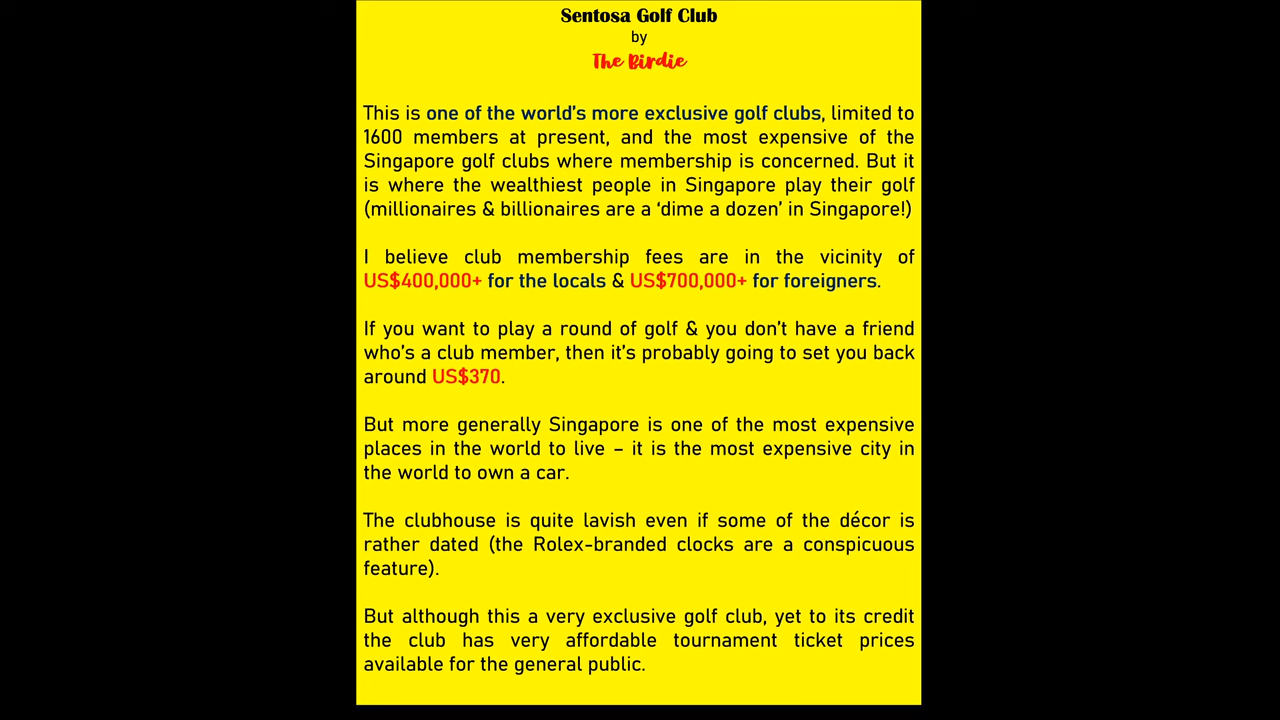 Sentosa Golf Club
by
The Birdie
This is one of the world’s more exclusive golf clubs, limited to
1600 members at present, and the most expensive of the
Singapore golf clubs where membership is concerned. But it
is where the wealthiest people in Singapore play their golf
(millionaires & billionaires are a ‘dime a dozen’ in Singapore!)
I believe club membership fees are in the vicinity of
US$400,000+ for the locals & US$700,000+ for foreigners.
If you want to play a round of golf & you don’t have a friend
who’s a club member, then it’s probably going to set you back
around US$370.
But more generally Singapore is one of the most expensive
places in the world to live – it is the most expensive city in
the world to own a car.
The clubhouse is quite lavish even if some of the décor is
rather dated (the Rolex-branded clocks are a conspicuous
feature).
But although this a very exclusive golf club, yet to its credit
the club has very affordable tournament ticket prices
available for the general public.